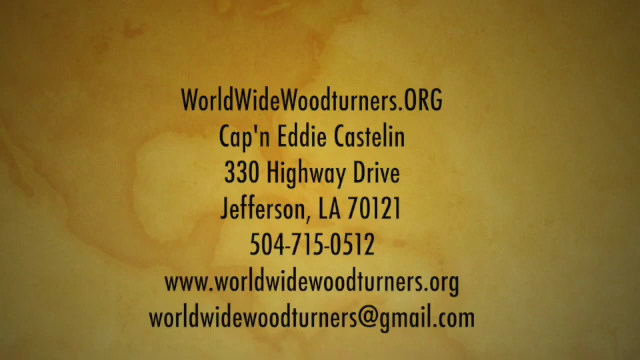 WorldWideWoodturners.ORG
Cap'n Eddie Castelin
330 Highway Drive
Jefferson, LA 70121
504-715-0512
www.worldwidewoodturners.org
worldwidewoodturners@gmail.com